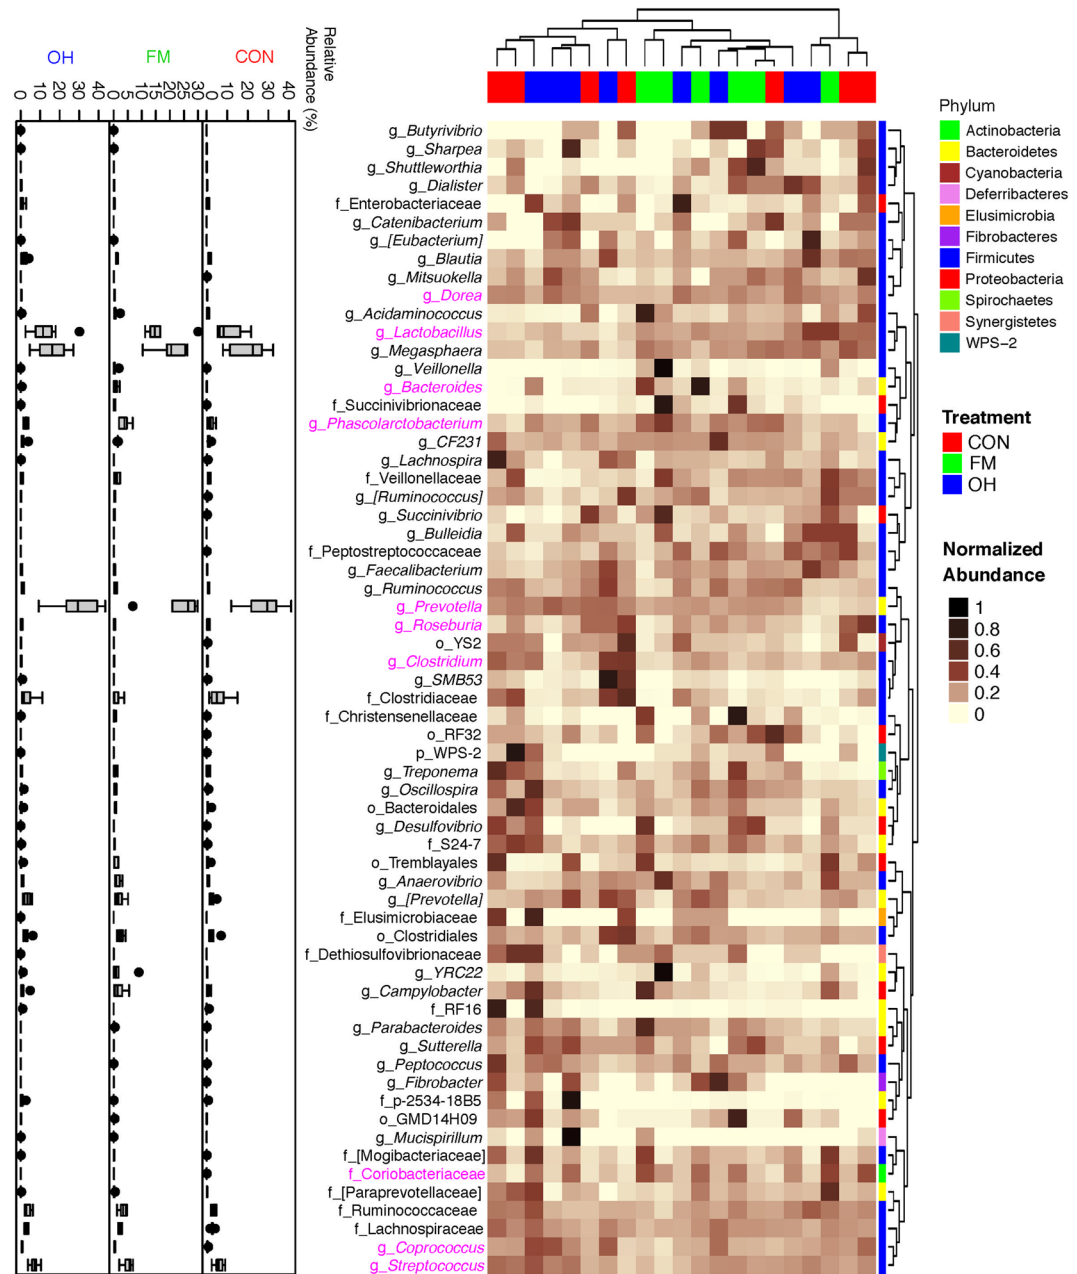 OH
FM
CON
Relative
Abundance (%)
0 10 20 30 40
0 5 10 15 20 25 30
0 10 20 30 40
g_Butyrivibrio
g_Sharpea
g_Shuttleworthia
g_Dialister
f_Enterobacteriaceae
g_Catenibacterium
g_[Eubacterium]
g_Blautia
g_Mitsuokella
g_Dorea
g_Acidaminococcus
g_Lactobacillus
g_Megasphaera
g_Veillonella
g_Bacteroides
f_Succinivibrionaceae
g_Phascolarctobacterium
g_CF231
g_Lachnospira
f_Veillonellaceae
g_[Ruminococcus]
g_Succinivibrio
g_Bulleidia
f_Peptostreptococcaceae
g_Faecalibacterium
g_Ruminococcus
g_Prevotella
g_Roseburia
o_YS2
g_Clostridium
g_SMB53
f_Clostridiaceae
f_Christensenellaceae
o_RF32
p_WPS-2
g_Treponema
g_Oscillospira
o_Bacteroidales
g_Desulfovibrio
f_S24-7
o_Tremblayales
g_Anaerovibrio
g_[Prevotella]
f_Elusimicrobiaceae
o_Clostridiales
f_Dethiosulfovibrionaceae
g_YRC22
g_Campylobacter
f_RF16
g_Parabacteroides
g_Sutterella
g_Peptococcus
g_Fibrobacter
f_p-2534-18B5
o_GMD14H09
g_Mucispirillum
f_[Mogibacteriaceae]
f_Coriobacteriaceae
f_[Paraprevotellaceae]
f_Ruminococcaceae
f_Lachnospiraceae
g_Coprococcus
g_Streptococcus
Phylum
Actinobacteria
Bacteroidetes
Cyanobacteria
Deferribacteres
Elusimicrobia
Fibrobacteres
Firmicutes
Proteobacteria
Spirochaetes
Synergistetes
WPS-2
Treatment
CON
FM
OH
Normalized
Abundance
1
0.8
0.6
0.4
0.2
0